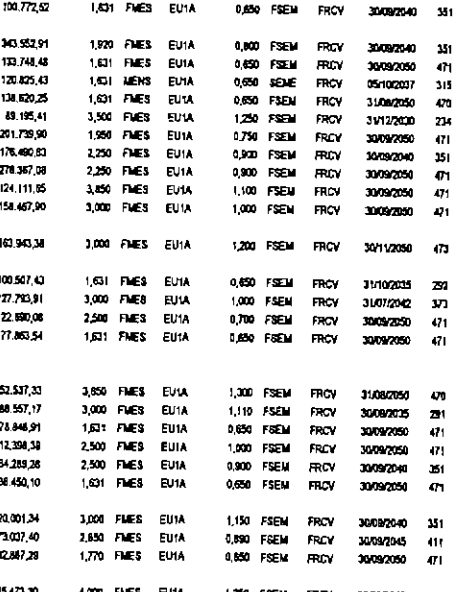 100.772,52 1,631 FMES EU1A 0,650 FSEM FRCV 30/09/2040 351
343.552,91 1,920 FMES EU1A 0,800 FSEM FRCV 30/09/2040 351
133.748,48 1,631 FMES EU1A 0,650 FSEM FRCV 30/09/2050 471
120.825,43 1,631 MENS EU1A 0,650 SEME FRCV 05/10/2037 315
138.620,25 1,631 FMES EU1A 0,650 FSEM FRCV 31/08/2050 470
89.195,41 3,500 FMES EU1A 1,250 FSEM FRCV 31/12/2030 234
201.739,90 1,950 FMES EU1A 0,750 FSEM FRCV 30/09/2050 471
176.490,83 2,250 FMES EU1A 0,900 FSEM FRCV 30/09/2040 351
278.367,08 2,250 FMES EU1A 0,900 FSEM FRCV 30/09/2050 471
124.111,65 3,850 FMES EU1A 1,100 FSEM FRCV 30/09/2050 471
158.467,90 3,000 FMES EU1A 1,000 FSEM FRCV 30/09/2050 471
163.943,38 3,000 FMES EU1A 1,200 FSEM FRCV 30/11/2050 473
100.507,43 1,631 FMES EU1A 0,650 FSEM FRCV 31/10/2035 292
27.793,91 3,000 FMES EU1A 1,000 FSEM FRCV 31/07/2042 373
22.690,08 2,500 FMES EU1A 0,700 FSEM FRCV 30/09/2050 471
77.863,54 1,631 FMES EU1A 0,650 FSEM FRCV 30/09/2050 471
52.537,33 3,850 FMES EU1A 1,300 FSEM FRCV 31/08/2050 470
88.557,17 3,000 FMES EU1A 1,110 FSEM FRCV 30/09/2035 291
78.848,91 1,631 FMES EU1A 0,650 FSEM FRCV 30/09/2050 471
12.398,38 2,500 FMES EU1A 1,000 FSEM FRCV 30/09/2050 471
54.289,28 2,500 FMES EU1A 0,900 FSEM FRCV 30/09/2040 351
38.450,10 1,631 FMES EU1A 0,650 FSEM FRCV 30/09/2050 471
20.001,34 3,000 FMES EU1A 1,150 FSEM FRCV 30/09/2040 351
73.037,40 2,850 FMES EU1A 0,890 FSEM FRCV 30/09/2045 411
02.887,29 1,770 FMES EU1A 0,850 FSEM FRCV 30/09/2050 471
FMES EU1A FSEM FRCV